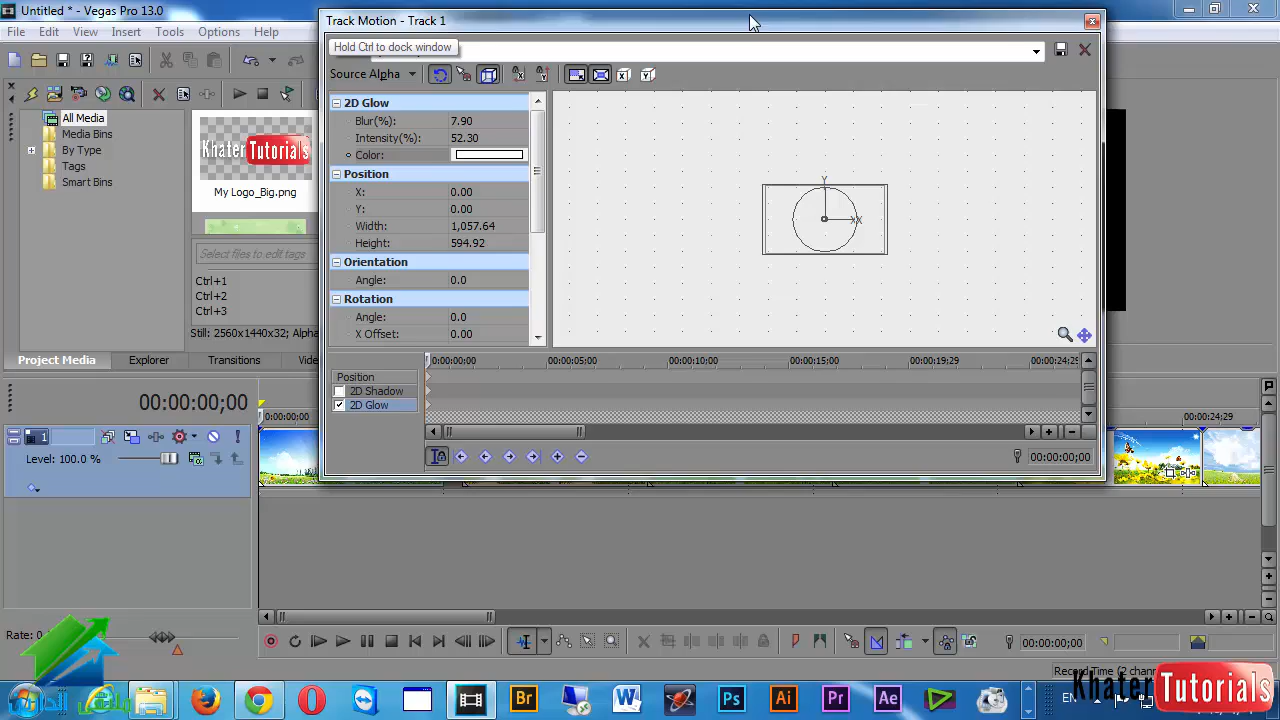 Untitled * - Vegas Pro 13.0
File Edit View Insert Tools Options Help
Track Motion - Track 1
Hold Ctrl to dock window
Source Alpha
2D Glow
Blur(%): 7.90
Intensity(%): 52.30
Color:
Position
X: 0.00
Y: 0.00
Width: 1,057.64
Height: 594.92
Orientation
Angle: 0.0
Rotation
Angle: 0.0
X Offset: 0.00
Y
X
All Media
Media Bins
By Type
Tags
Smart Bins
Khater Tutorials
My Logo_Big.png
Select files to edit tags
Ctrl+1
Ctrl+2
Ctrl+3
Still: 2560x1440x32; Alpha
Project Media Explorer Transitions
0:00:00:00 00:00:05;00 00:00:10;00 00:00:15;00 00:00:19;29 00:00:24;29
Position
2D Shadow
2D Glow
00:00:00;00
00:00:00;00
0:00:00;00
00:00:24;29
1
Level: 100.0 %
00:00:00;00
Record Time (2 channe
Br
W
Ps
Ai
Pr
Ae
EN
Khater Tutorials